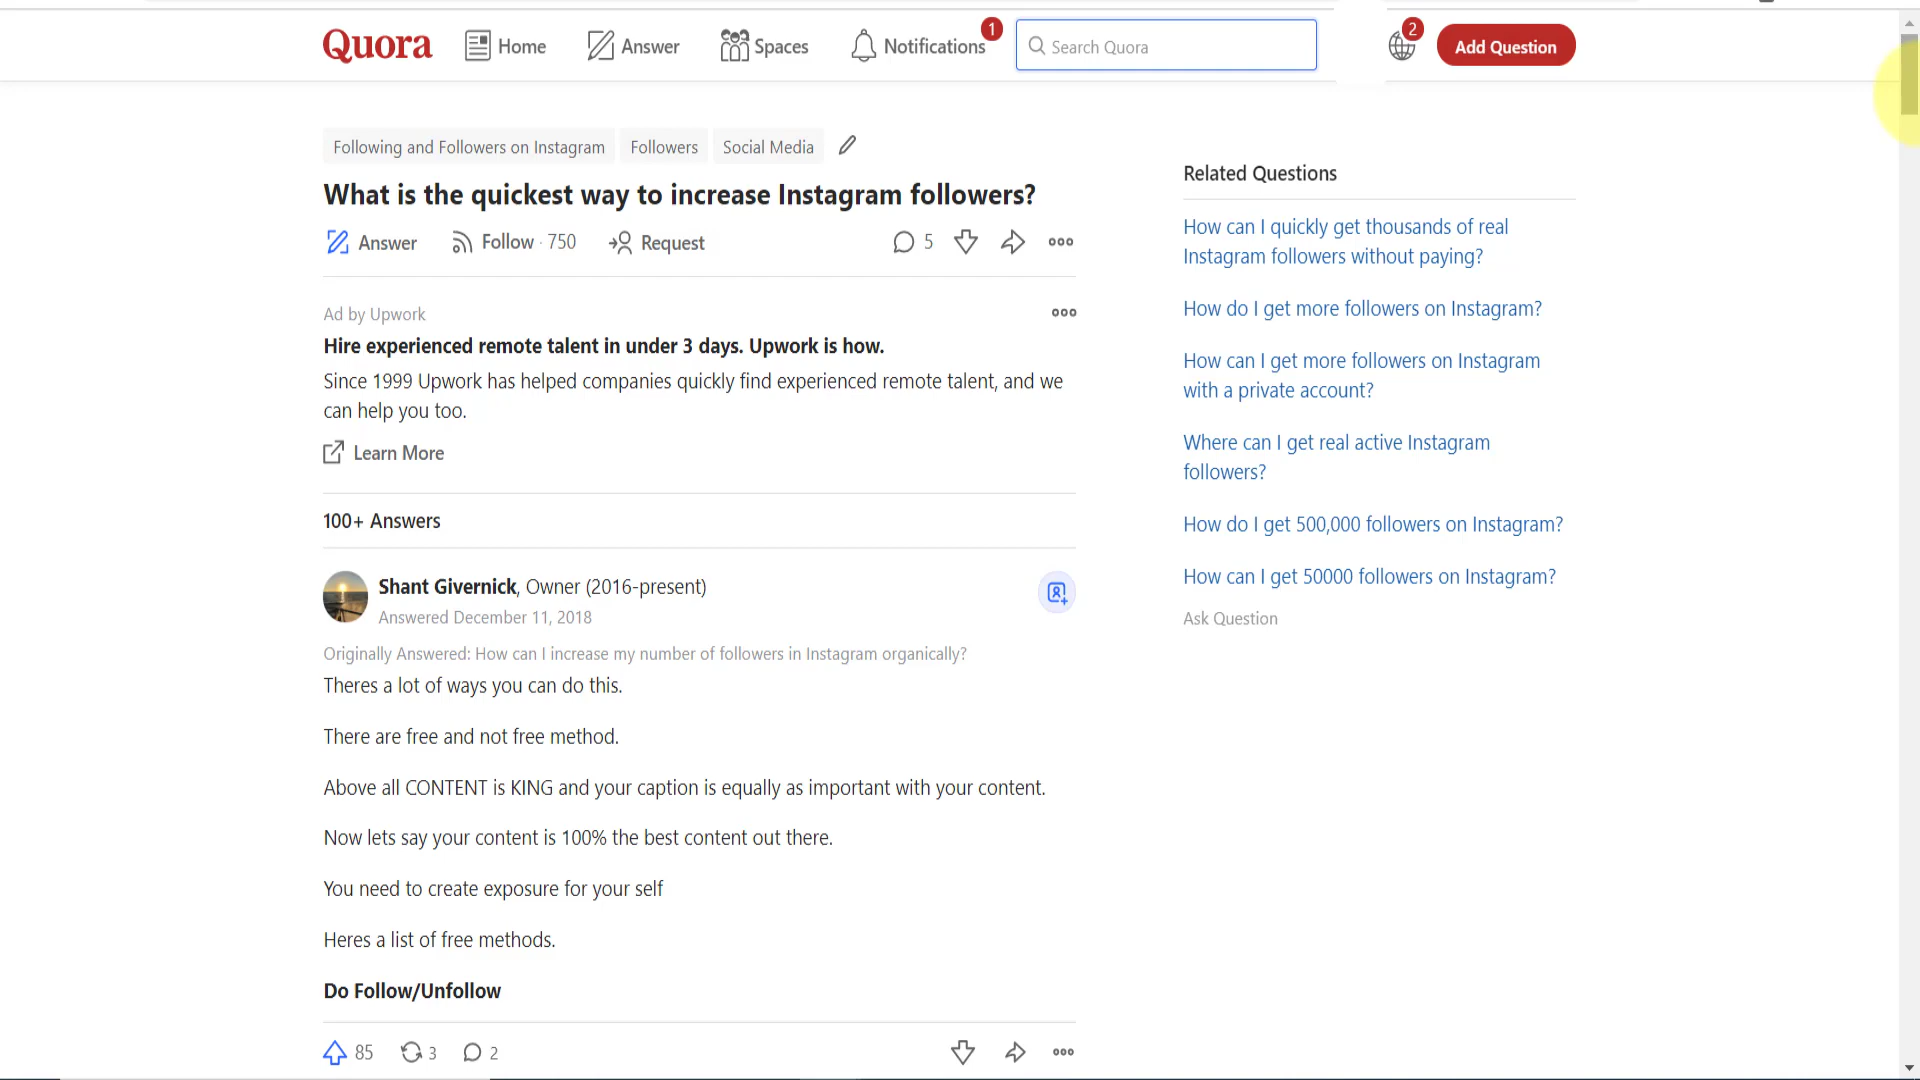 Quora
Home
Answer
Spaces
Notifications
1
Search Quora
2
Add Question
Following and Followers on Instagram
Followers
Social Media
What is the quickest way to increase Instagram followers?
Answer
Follow · 750
Request
5
Ad by Upwork
Hire experienced remote talent in under 3 days. Upwork is how.
Since 1999 Upwork has helped companies quickly find experienced remote talent, and we
can help you too.
Learn More
100+ Answers
Shant Givernick, Owner (2016-present)
Answered December 11, 2018
Originally Answered: How can I increase my number of followers in Instagram organically?
Theres a lot of ways you can do this.
There are free and not free method.
Above all CONTENT is KING and your caption is equally as important with your content.
Now lets say your content is 100% the best content out there.
You need to create exposure for your self
Heres a list of free methods.
Do Follow/Unfollow
85
3
2
Related Questions
How can I quickly get thousands of real
Instagram followers without paying?
How do I get more followers on Instagram?
How can I get more followers on Instagram
with a private account?
Where can I get real active Instagram
followers?
How do I get 500,000 followers on Instagram?
How can I get 50000 followers on Instagram?
Ask Question